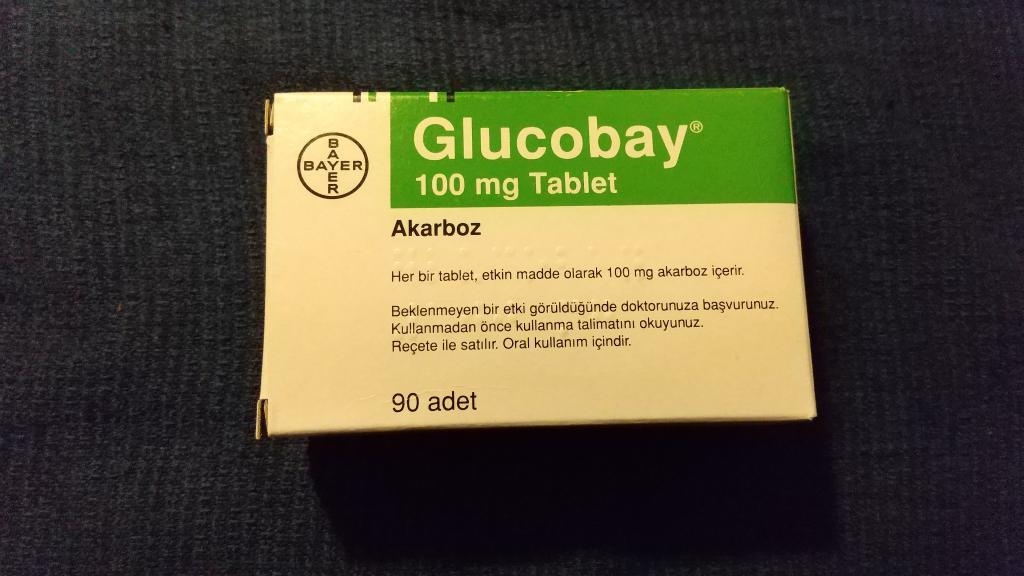 BAYER
BAYER
Glucobay®
100 mg Tablet
Akarboz
Her bir tablet, etkin madde olarak 100 mg akarboz içerir.
Beklenmeyen bir etki görüldüğünde doktorunuza başvurunuz.
Kullanmadan önce kullanma talimatını okuyunuz.
Reçete ile satılır. Oral kullanım içindir.
90 adet